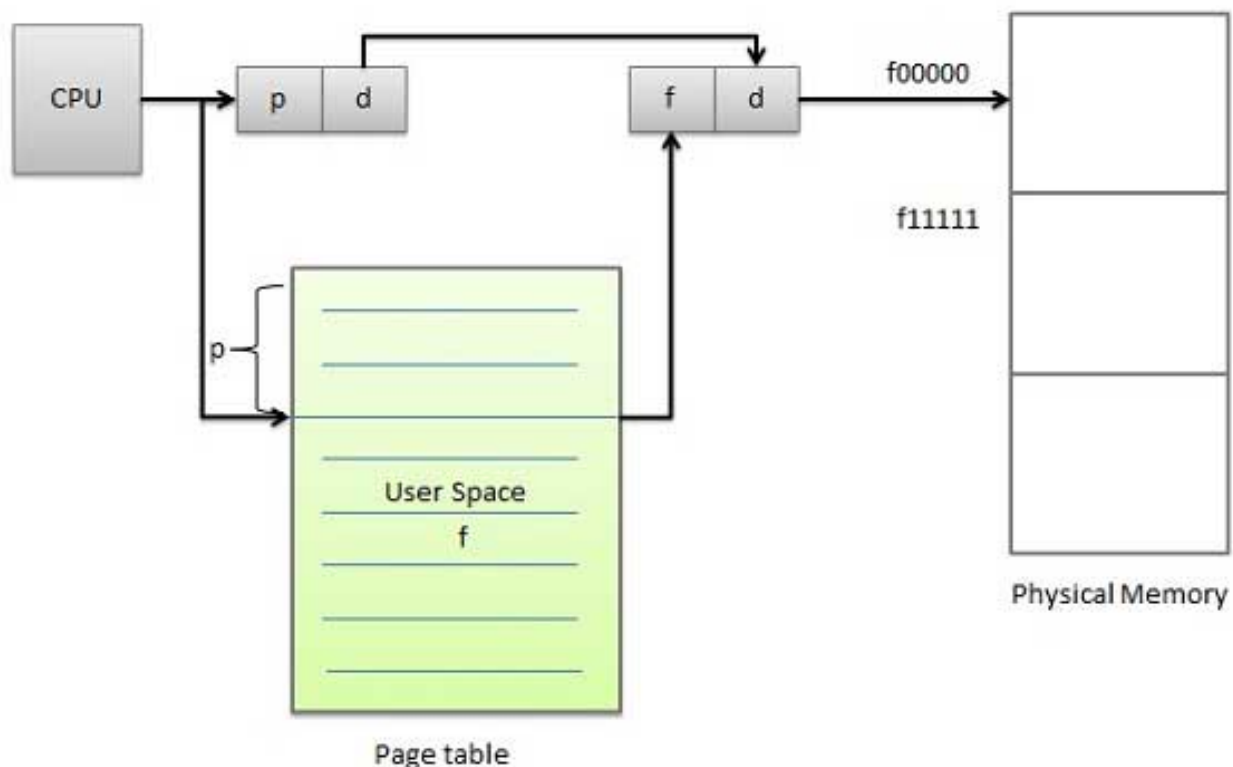 CPU
p
d
f
d
f00000
f11111
p
User Space
f
Physical Memory
Page table